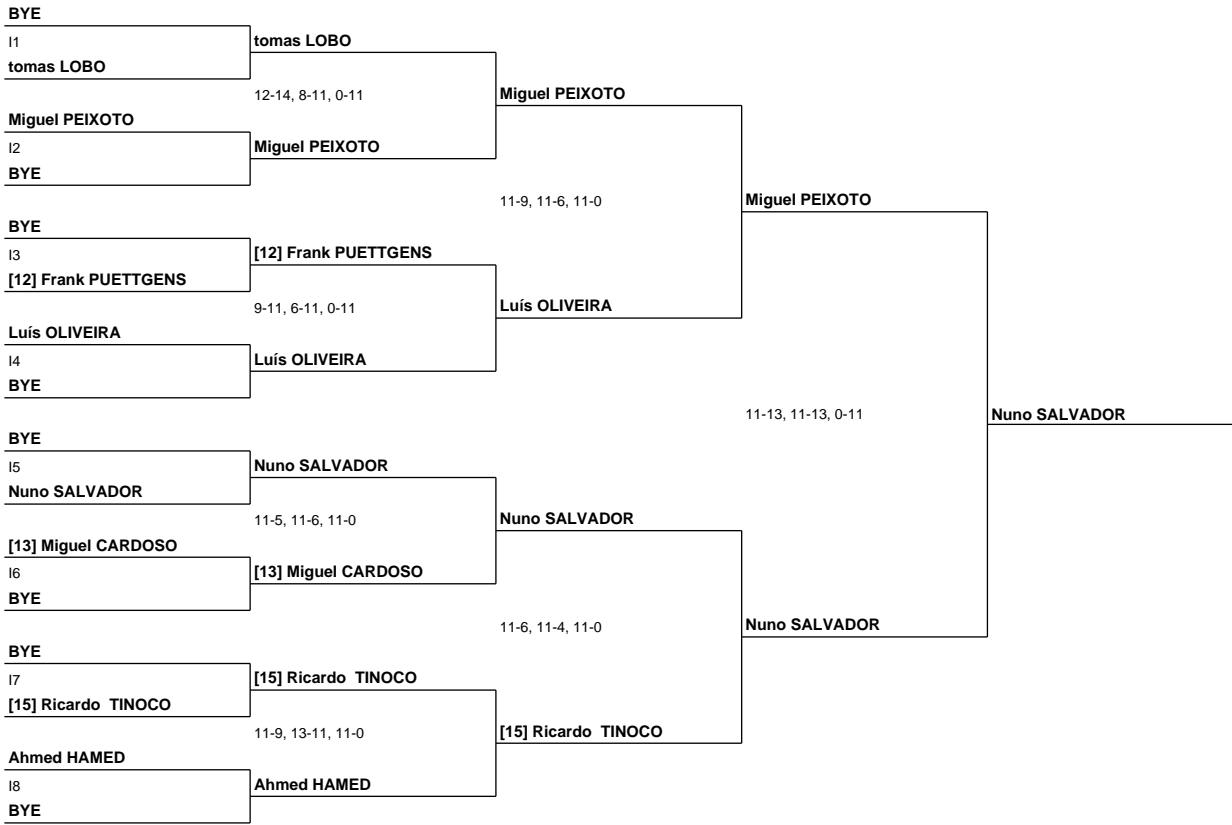 BYE
I1
tomas LOBO
tomas LOBO
12-14, 8-11, 0-11
Miguel PEIXOTO
Miguel PEIXOTO
I2
BYE
Miguel PEIXOTO
11-9, 11-6, 11-0
Miguel PEIXOTO
BYE
I3
[12] Frank PUETTGENS
[12] Frank PUETTGENS
9-11, 6-11, 0-11
Luís OLIVEIRA
Luís OLIVEIRA
I4
BYE
Luís OLIVEIRA
11-13, 11-13, 0-11
Nuno SALVADOR
BYE
I5
Nuno SALVADOR
Nuno SALVADOR
11-5, 11-6, 11-0
Nuno SALVADOR
[13] Miguel CARDOSO
I6
BYE
[13] Miguel CARDOSO
11-6, 11-4, 11-0
Nuno SALVADOR
BYE
I7
[15] Ricardo  TINOCO
[15] Ricardo  TINOCO
11-9, 13-11, 11-0
[15] Ricardo  TINOCO
Ahmed HAMED
I8
BYE
Ahmed HAMED